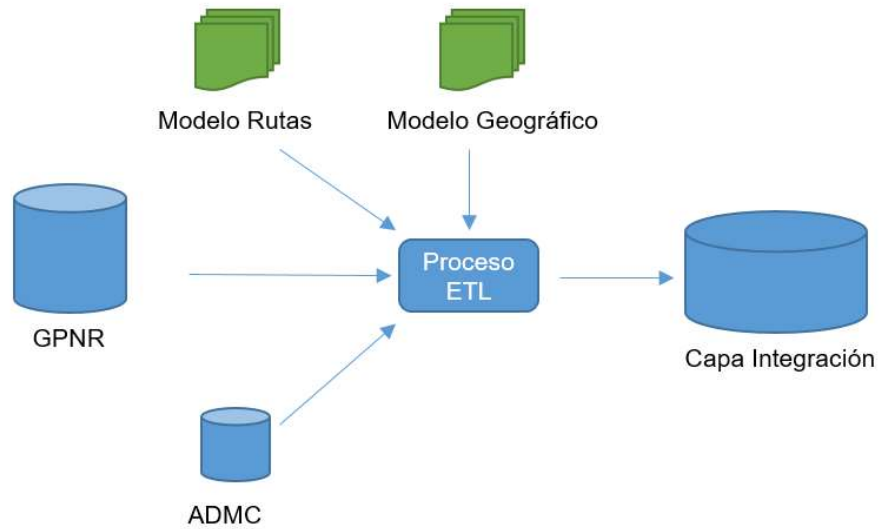 Modelo Rutas
Modelo Geográfico
Proceso
ETL
GPNR
Capa Integración
ADMC